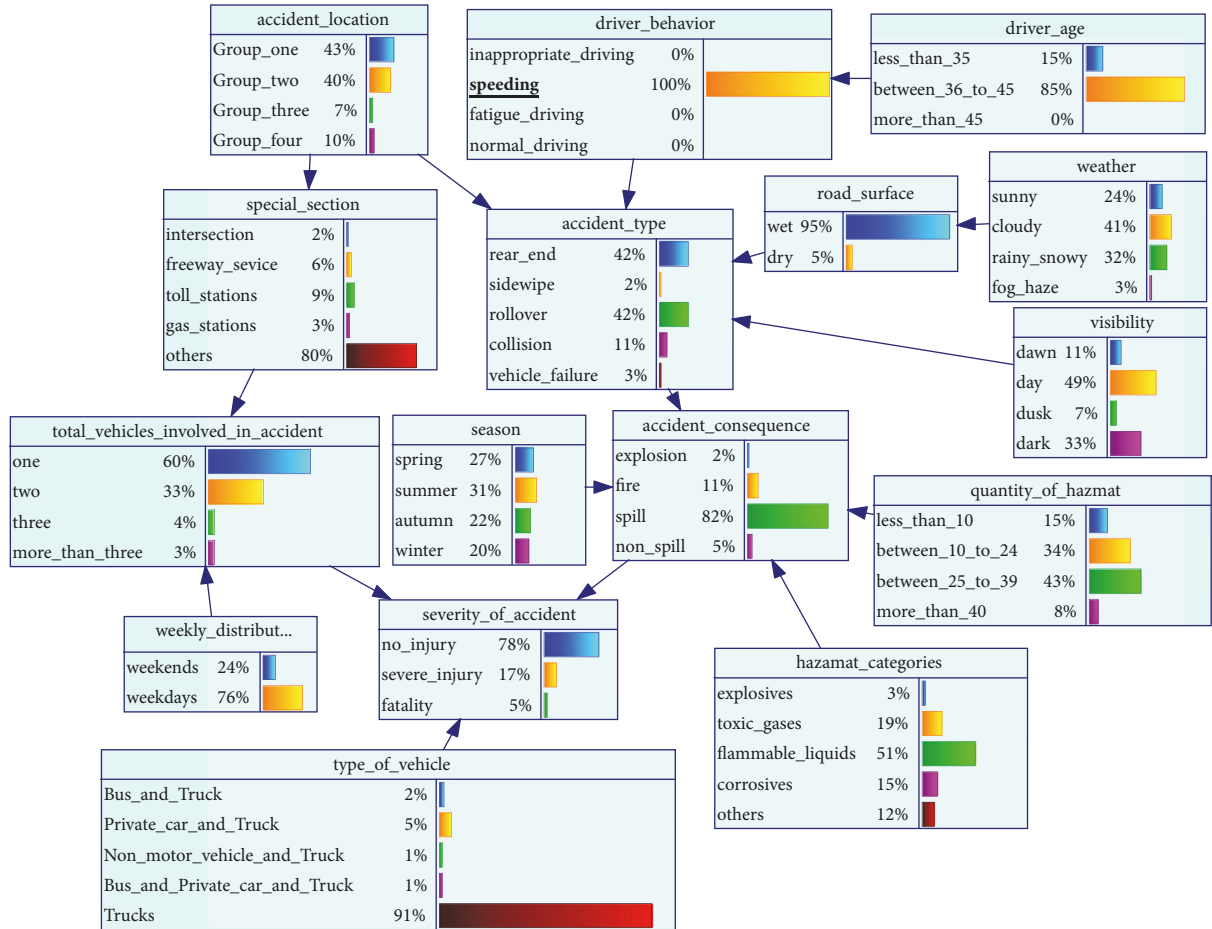 accident_location
Group_one 43%
Group_two 40%
Group_three 7%
Group_four 10%
driver_behavior
inappropriate_driving 0%
speeding 100%
fatigue_driving 0%
normal_driving 0%
driver_age
less_than_35 15%
between_36_to_45 85%
more_than_45 0%
special_section
intersection 2%
freeway_sevice 6%
toll_stations 9%
gas_stations 3%
others 80%
accident_type
rear_end 42%
sidewipe 2%
rollover 42%
collision 11%
vehicle_failure 3%
road_surface
wet 95%
dry 5%
weather
sunny 24%
cloudy 41%
rainy_snowy 32%
fog_haze 3%
visibility
dawn 11%
day 49%
dusk 7%
dark 33%
total_vehicles_involved_in_accident
one 60%
two 33%
three 4%
more_than_three 3%
season
spring 27%
summer 31%
autumn 22%
winter 20%
accident_consequence
explosion 2%
fire 11%
spill 82%
non_spill 5%
quantity_of_hazmat
less_than_10 15%
between_10_to_24 34%
between_25_to_39 43%
more_than_40 8%
weekly_distribut...
weekends 24%
weekdays 76%
severity_of_accident
no_injury 78%
severe_injury 17%
fatality 5%
hazamat_categories
explosives 3%
toxic_gases 19%
flammable_liquids 51%
corrosives 15%
others 12%
type_of_vehicle
Bus_and_Truck 2%
Private_car_and_Truck 5%
Non_motor_vehicle_and_Truck 1%
Bus_and_Private_car_and_Truck 1%
Trucks 91%